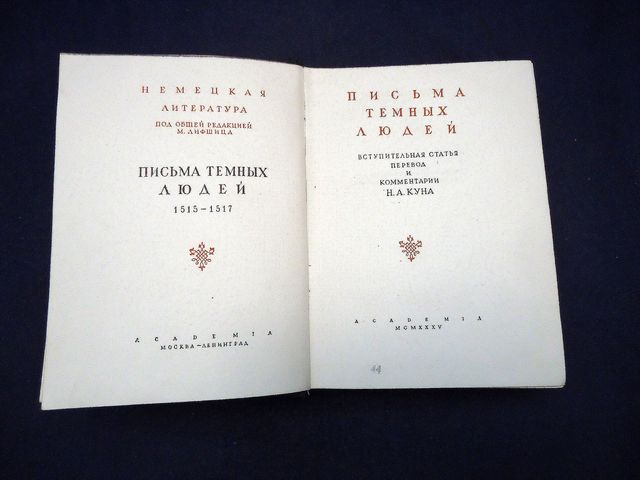 НЕМЕЦКАЯ
ЛИТЕРАТУРА
ПОД ОБЩЕЙ РЕДАКЦИЕЙ
М. ЛИФШИЦА
ПИСЬМА ТЕМНЫХ
ЛЮДЕЙ
1515–1517
ACADEMIA
МОСКВА–ЛЕНИНГРАД
ПИСЬМА
ТЕМНЫХ
ЛЮДЕЙ
ВСТУПИТЕЛЬНАЯ СТАТЬЯ
ПЕРЕВОД
И
КОММЕНТАРИИ
Н. А. КУНА
ACADEMIA
MCMXXXV
44